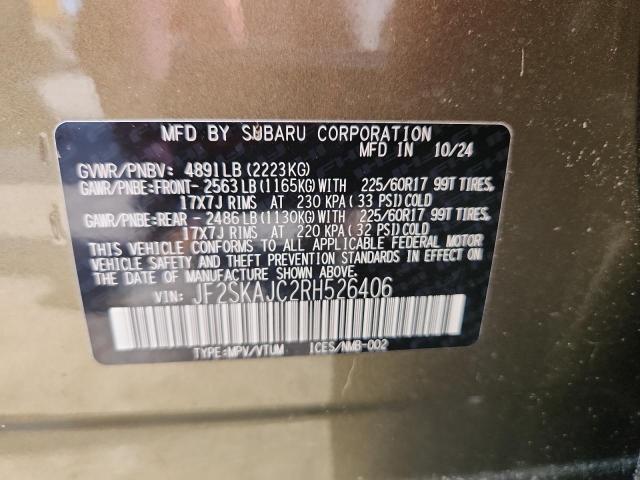 MFD BY SUBARU CORPORATION
MFD IN 10/24
GVWR/PNBV: 4891LB (2223KG)
GAWR/PNBE:FRONT- 2563LB (1165KG) WITH 225/60R17 99T TIRES,
17X7J RIMS AT 230 KPA (33 PSI) COLD
GAWR/PNBE:REAR - 2486LB (1130KG) WITH 225/60R17 99T TIRES,
17X7J RIMS AT 220 KPA (32 PSI) COLD
THIS VEHICLE CONFORMS TO ALL APPLICABLE FEDERAL MOTOR
VEHICLE SAFETY AND THEFT PREVENTION STANDARDS IN EFFECT ON
THE DATE OF MANUFACTURE SHOWN ABOVE.
VIN: JF2SKAJC2RH526406
TYPE:MPV/VTUM ICES/NMB-002